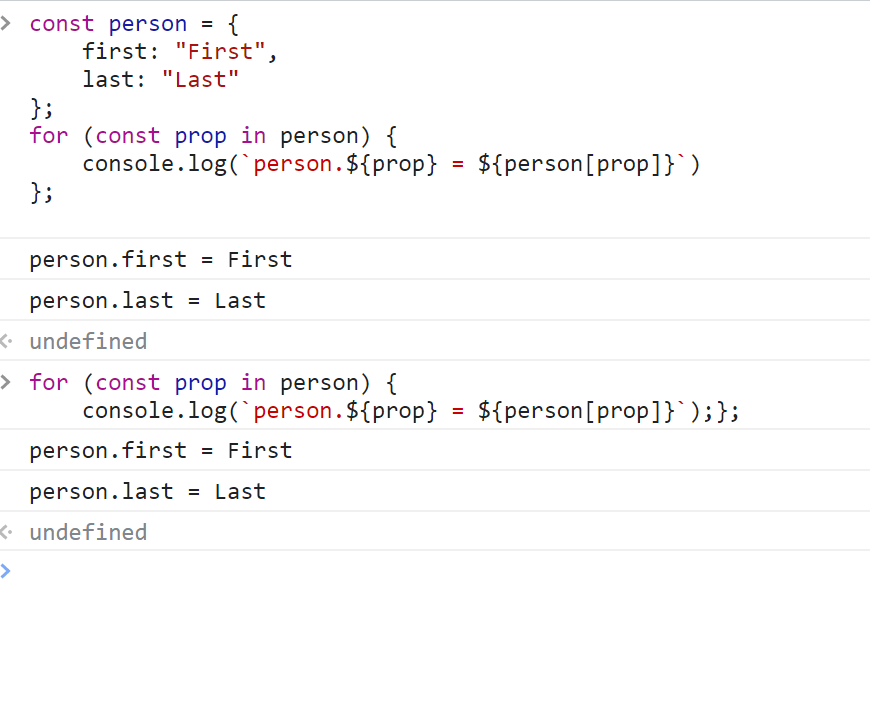 const person = {
    first: "First",
    last: "Last"
};
for (const prop in person) {
    console.log(`person.${prop} = ${person[prop]}`)
};
person.first = First
person.last = Last
undefined
for (const prop in person) {
    console.log(`person.${prop} = ${person[prop]}`);};
person.first = First
person.last = Last
undefined